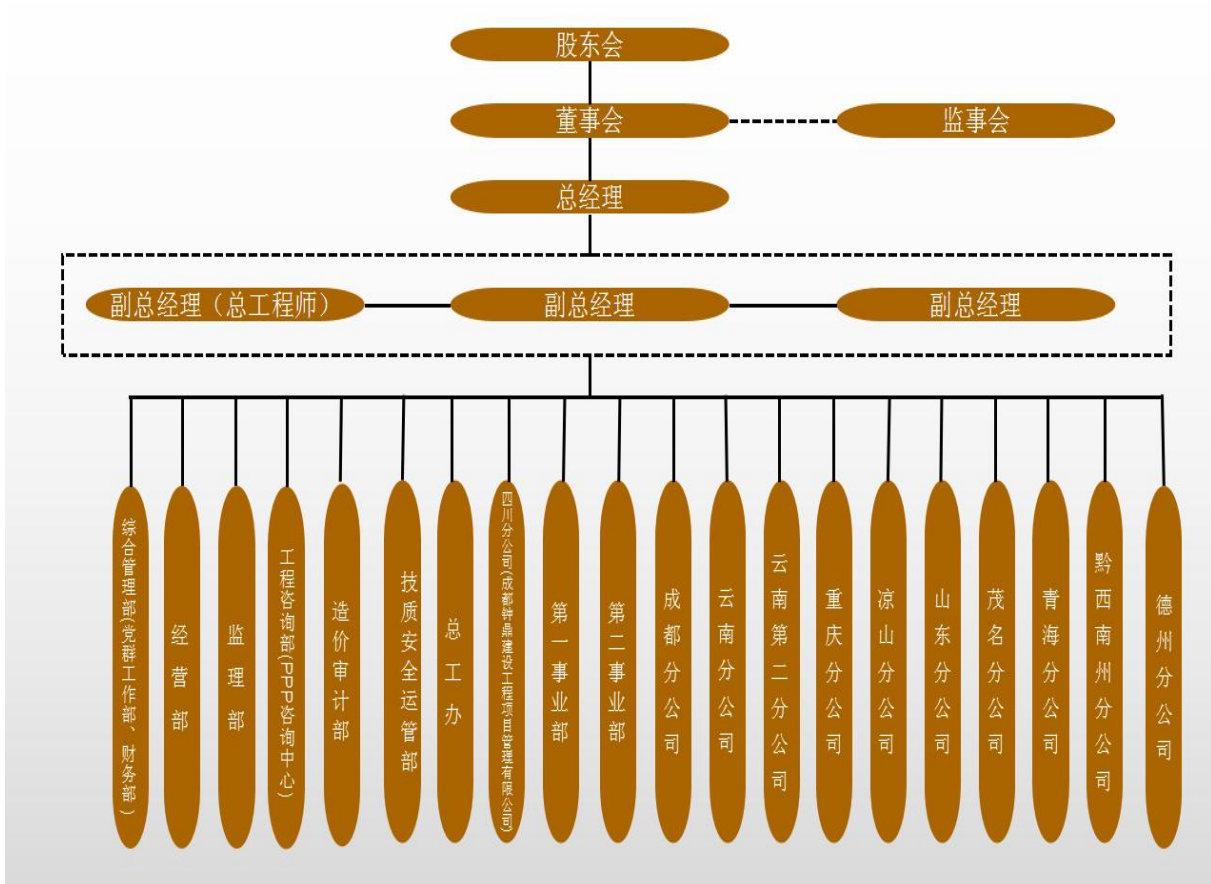 股东会
董事会
监事会
总经理
副总经理（总工程师）
副总经理
副总经理
综合管理部(党群工作部、财务部)
经营部
监理部
工程咨询部(PPP咨询中心)
造价审计部
技质安全运管部
总工办
四川分公司(成都钟鼎建设工程项目管理有限公司)
第一事业部
第二事业部
成都分公司
云南分公司
云南第二分公司
重庆分公司
凉山分公司
山东分公司
茂名分公司
青海分公司
黔西南州分公司
德州分公司